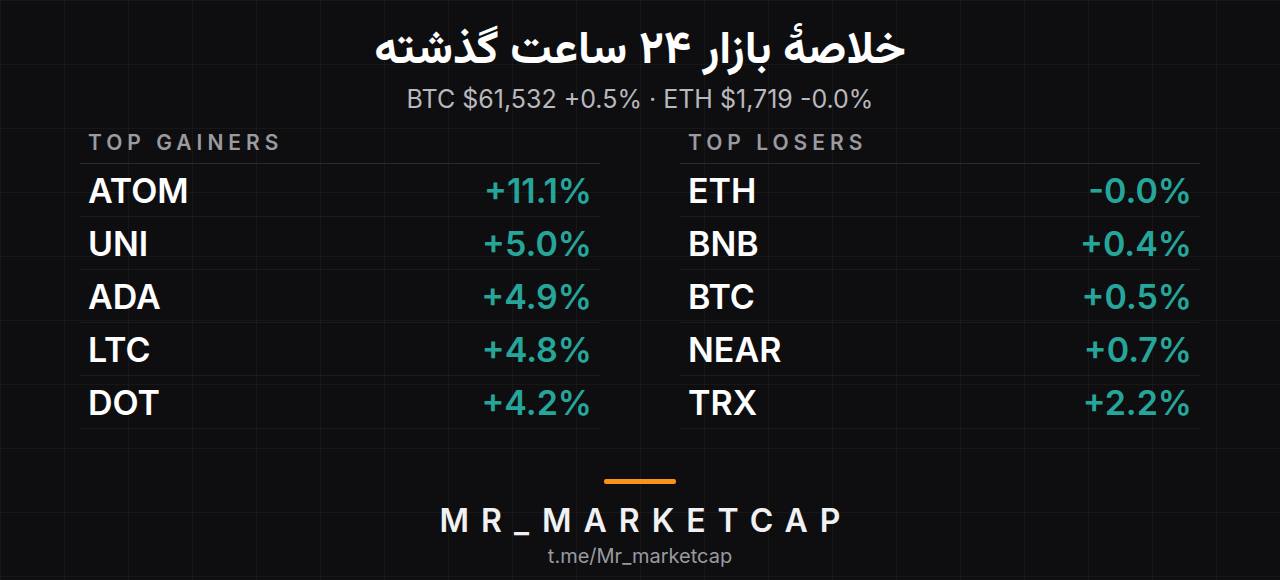 خلاصهٔ بازار ۲۴ ساعت گذشته
BTC $61,532 +0.5% · ETH $1,719 -0.0%
TOP GAINERS
ATOM +11.1%
UNI +5.0%
ADA +4.9%
LTC +4.8%
DOT +4.2%
TOP LOSERS
ETH -0.0%
BNB +0.4%
BTC +0.5%
NEAR +0.7%
TRX +2.2%
MR_MARKETCAP
t.me/Mr_marketcap